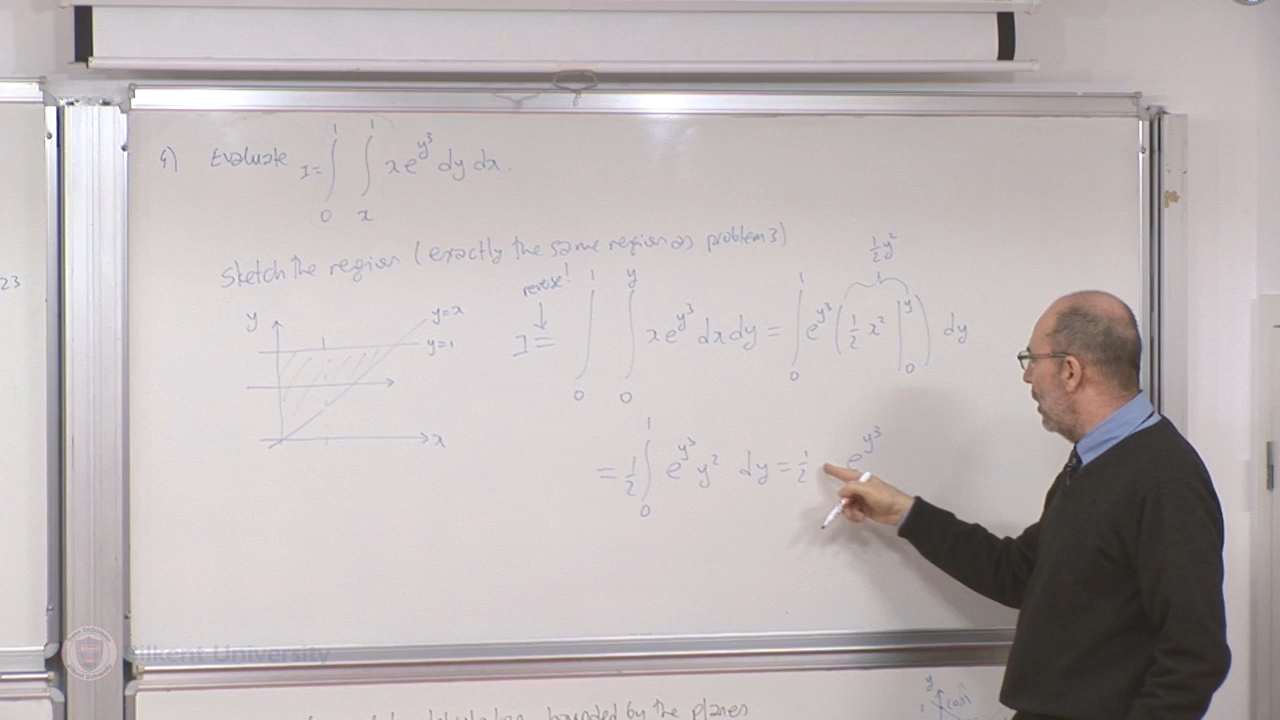 4) Evaluate I = ∫₀¹ ∫ₓ¹ x e^{y³} dy dx.
Sketch the region (exactly the same region as problem 3)
reverse!
½y²
I = ∫₀¹ ∫₀^y x e^{y³} dx dy = ∫₀¹ e^{y³} (½ x² |₀^y) dy
y
y=x
y=1
x
= ½ ∫₀¹ e^{y³} y² dy = ½ e^{y³}
23
Bilkent University
bounded by the planes
y